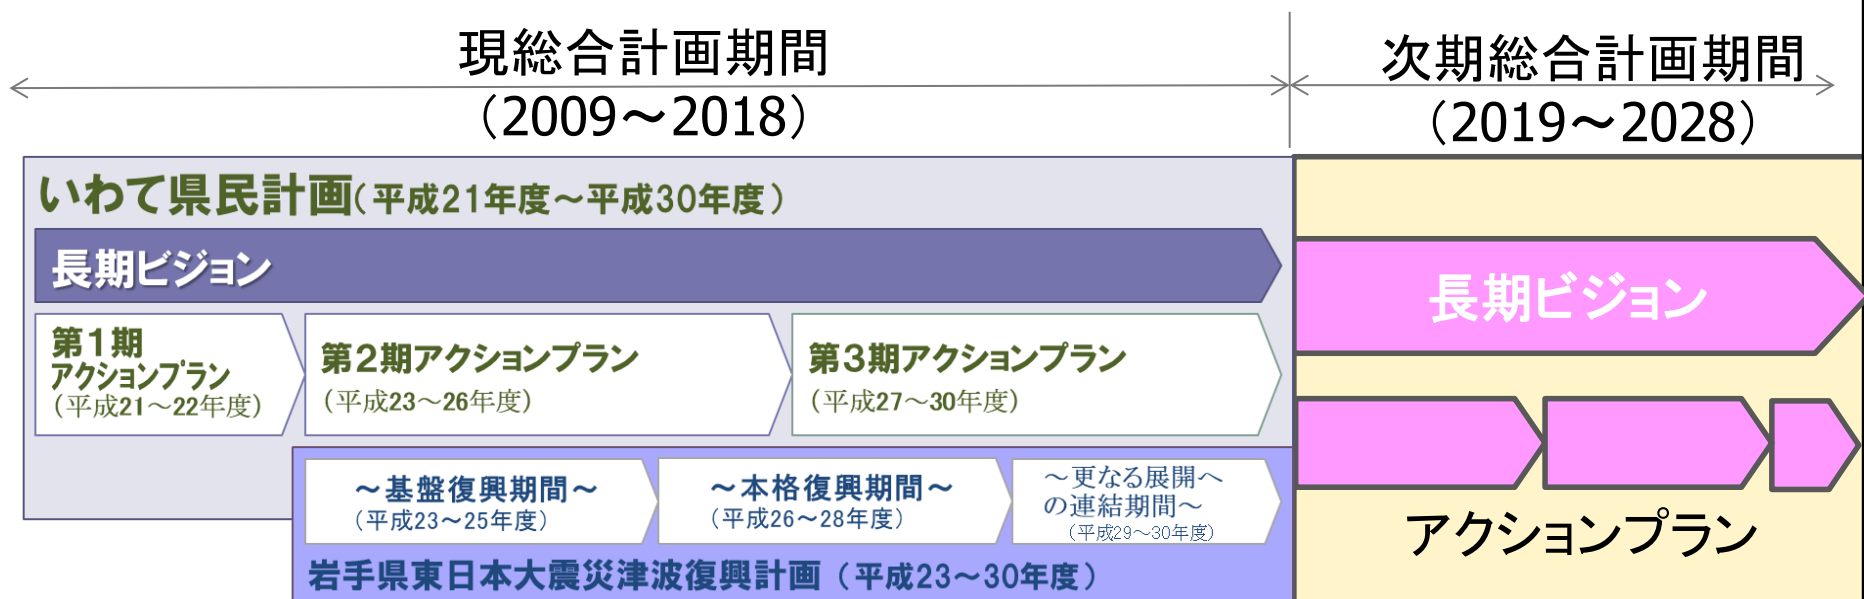 現総合計画期間
（2009～2018）
次期総合計画期間
（2019～2028）
いわて県民計画（平成21年度～平成30年度）
長期ビジョン
第１期
アクションプラン
（平成21～22年度）
第２期アクションプラン
（平成23～26年度）
第３期アクションプラン
（平成27～30年度）
～基盤復興期間～
（平成23～25年度）
～本格復興期間～
（平成26～28年度）
～更なる展開へ
の連結期間～
（平成29～30年度）
岩手県東日本大震災津波復興計画（平成23～30年度）
長期ビジョン
アクションプラン